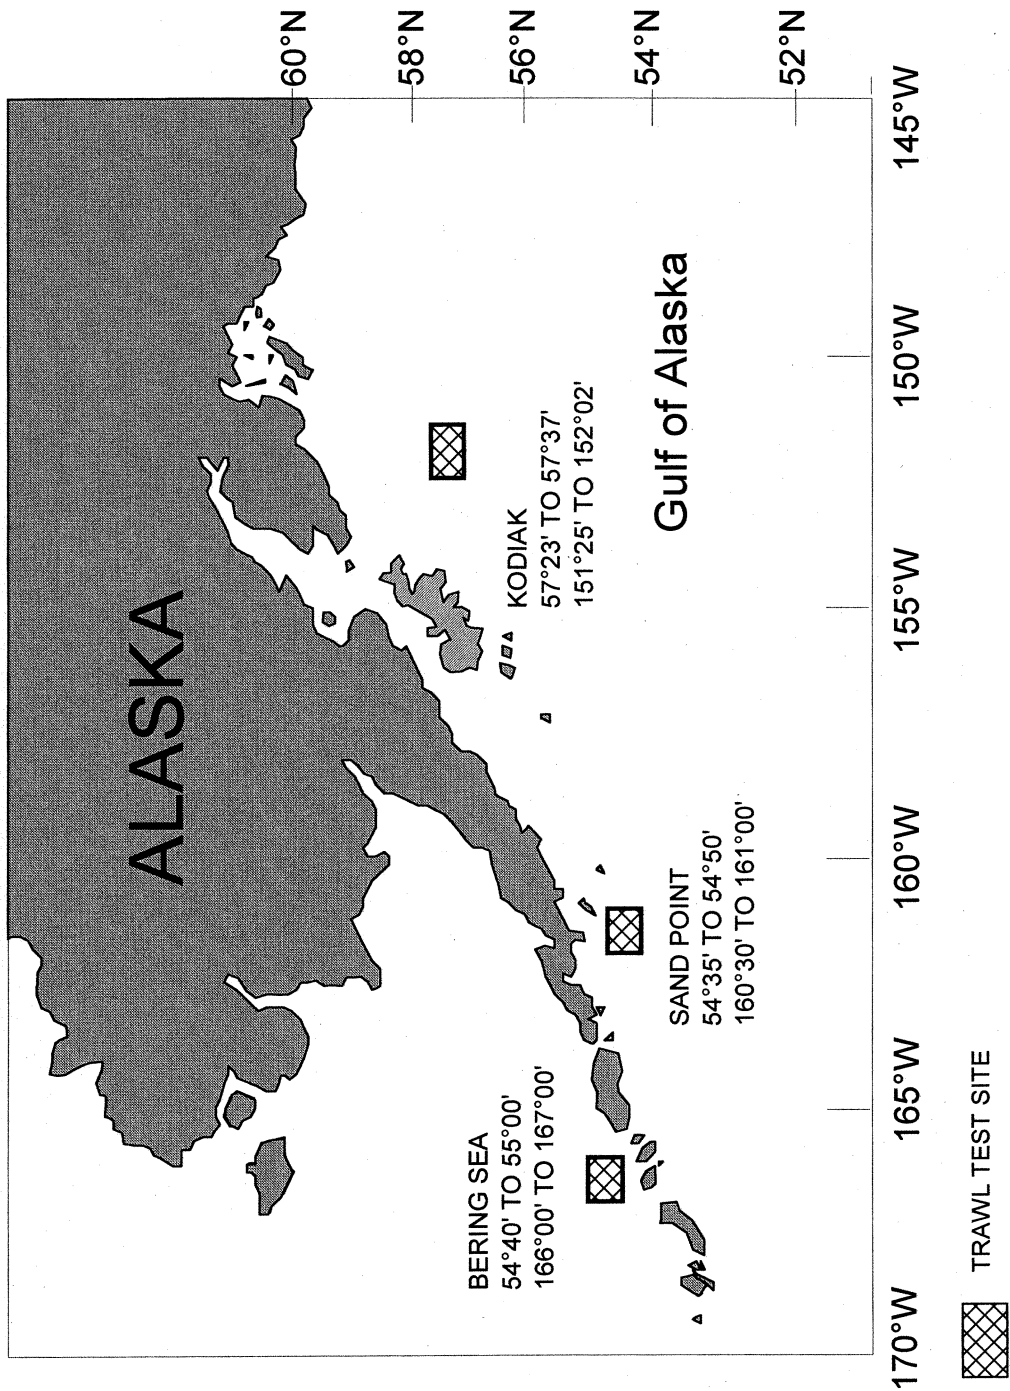 ALASKA
60°N
58°N
56°N
54°N
52°N
KODIAK
57°23' TO 57°37'
151°25' TO 152°02'
Gulf of Alaska
BERING SEA
54°40' TO 55°00'
166°00' TO 167°00'
SAND POINT
54°35' TO 54°50'
160°30' TO 161°00'
170°W
165°W
160°W
155°W
150°W
145°W
TRAWL TEST SITE